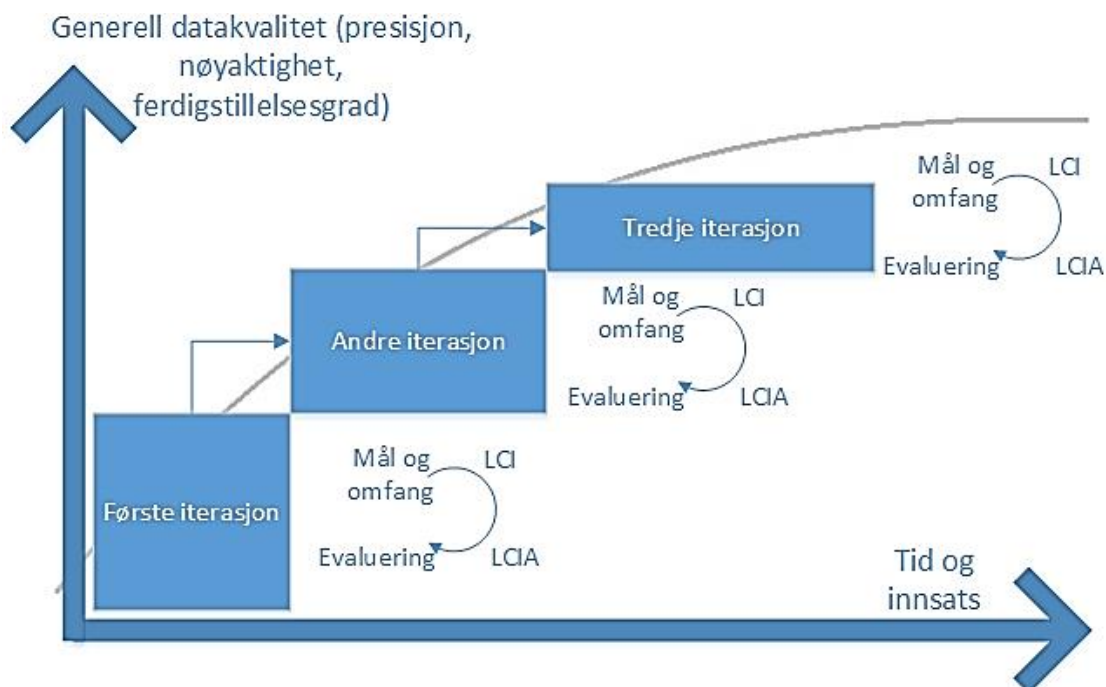 Generell datakvalitet (presisjon,
nøyaktighet,
ferdigstillelsesgrad)
Mål og
omfang
LCI
Tredje iterasjon
Evaluering
LCIA
Mål og
omfang
LCI
Andre iterasjon
Evaluering
LCIA
Mål og
omfang
LCI
Første iterasjon
Evaluering
LCIA
Tid og
innsats